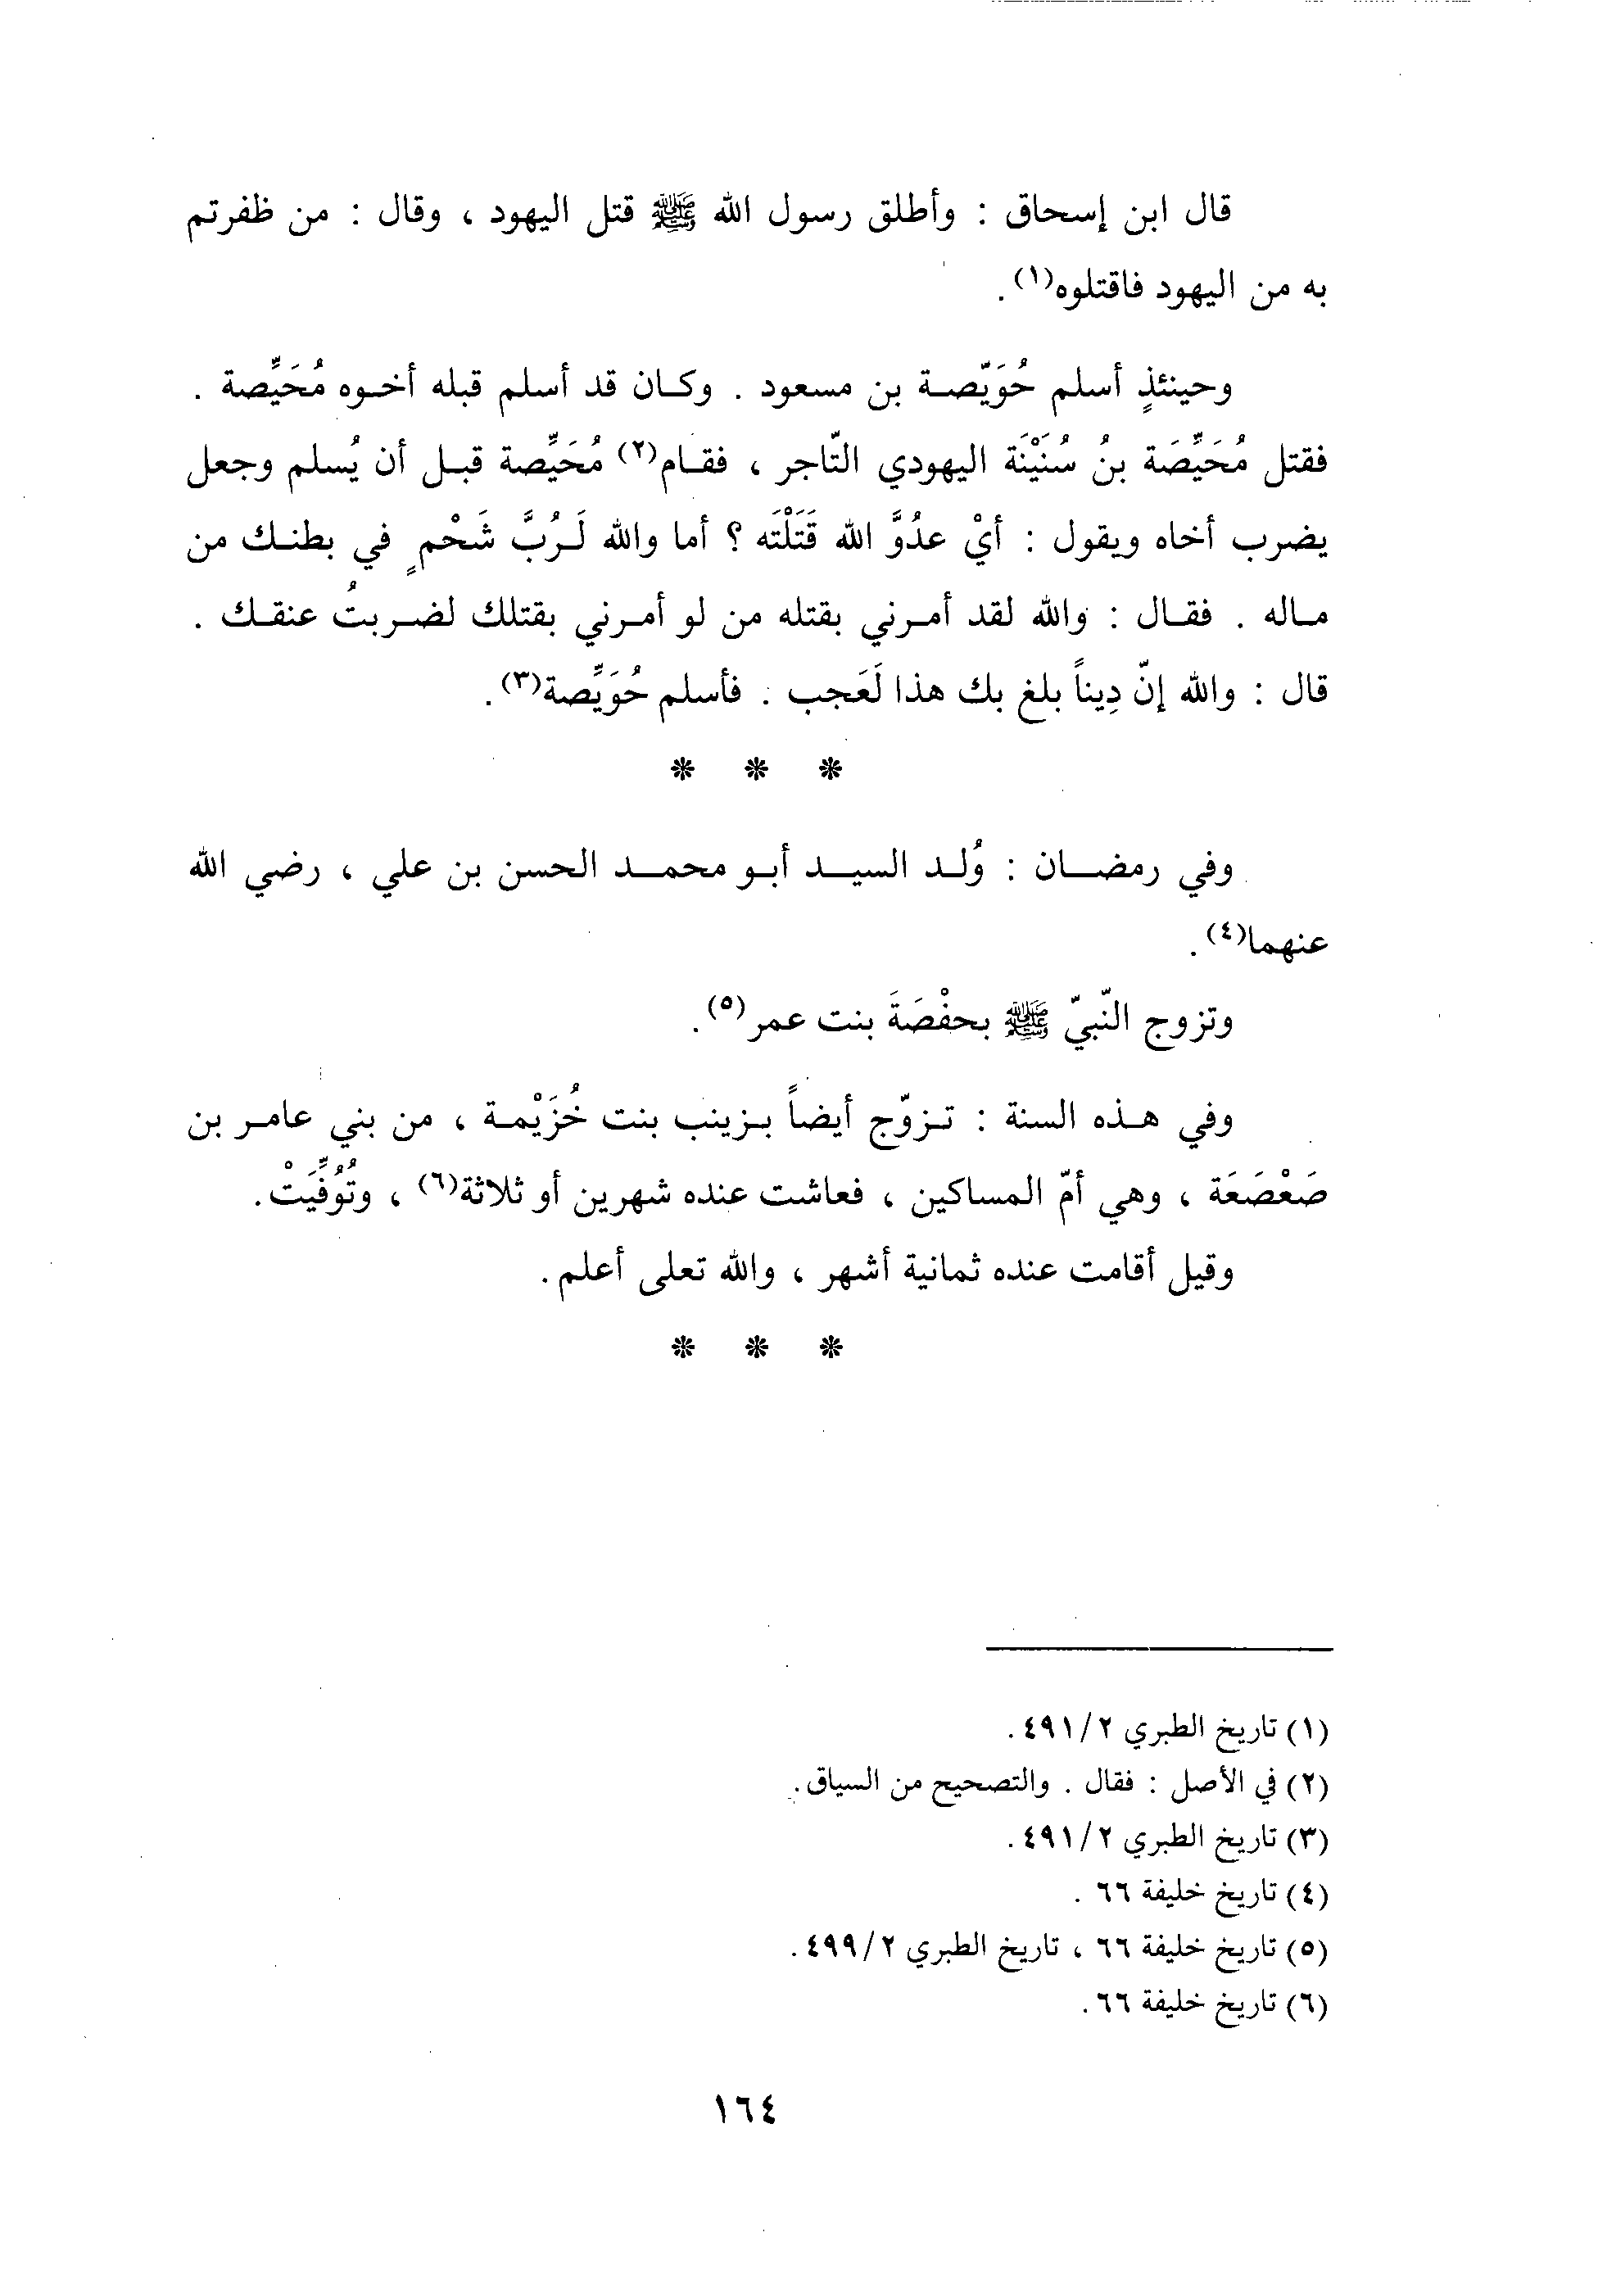 قال ابن إسحاق : وأطلق رسول الله ﷺ قتل اليهود ، وقال : من ظفرتم
به من اليهود فاقتلوه(١) .
وحينئذٍ أسلم حُوَيّصة بن مسعود . وكان قد أسلم قبله أخوه مُحَيِّصة .
فقتل مُحَيِّصَة بنُ سُنَيْنَة اليهودي التّاجر ، فقام(٢) مُحَيِّصة قبل أن يُسلم وجعل
يضرب أخاه ويقول : أيْ عدُوَّ الله قَتَلْتَه ؟ أما والله لَرُبَّ شَحْمٍ في بطنك من
ماله . فقال : والله لقد أمرني بقتله من لو أمرني بقتلك لضربتُ عنقك .
قال : والله إنّ دِيناً بلغ بك هذا لَعَجب . فأسلم حُوَيِّصة(٣) .
* * *
وفي رمضان : وُلد السيد أبو محمد الحسن بن علي ، رضي الله
عنهما(٤) .
وتزوج النّبيّ ﷺ بحفْصَةَ بنت عمر(٥) .
وفي هذه السنة : تزوّج أيضاً بزينب بنت خُزَيْمة ، من بني عامر بن
صَعْصَعَة ، وهي أمّ المساكين ، فعاشت عنده شهرين أو ثلاثة(٦) ، وتُوُفِّيَتْ .
وقيل أقامت عنده ثمانية أشهر ، والله تعلى أعلم .
* * *
(١) تاريخ الطبري ٢/٤٩١ .
(٢) في الأصل : فقال . والتصحيح من السياق .
(٣) تاريخ الطبري ٢/٤٩١ .
(٤) تاريخ خليفة ٦٦ .
(٥) تاريخ خليفة ٦٦ ، تاريخ الطبري ٢/٤٩٩ .
(٦) تاريخ خليفة ٦٦ .
١٦٤